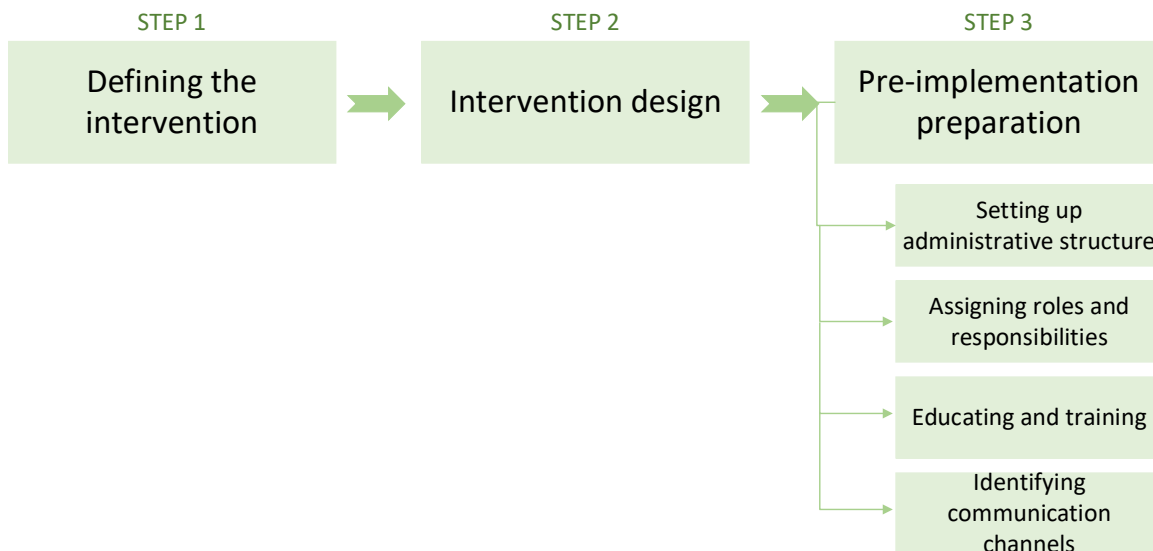 STEP 1
Defining the
intervention
STEP 2
Intervention design
STEP 3
Pre-implementation
preparation
Setting up
administrative structure
Assigning roles and
responsibilities
Educating and training
Identifying
communication
channels